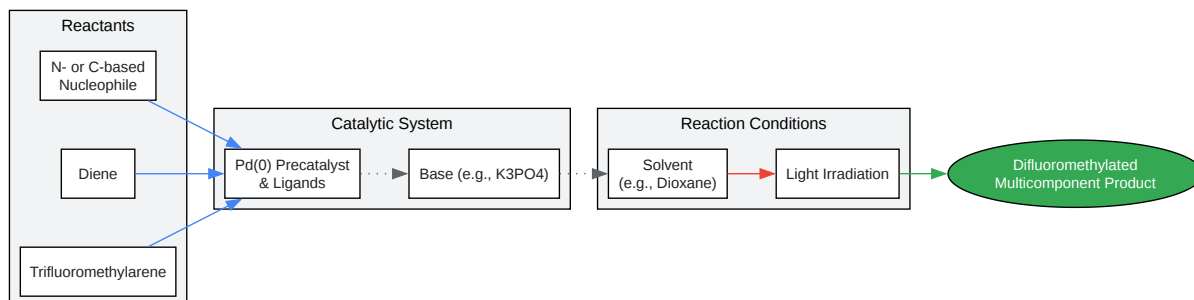 Reactants
N- or C-based
Nucleophile
Diene
Trifluoromethylarene
Catalytic System
Pd(0) Precatalyst
& Ligands
Base (e.g., K3PO4)
Reaction Conditions
Solvent
(e.g., Dioxane)
Light Irradiation
Difluoromethylated
Multicomponent Product